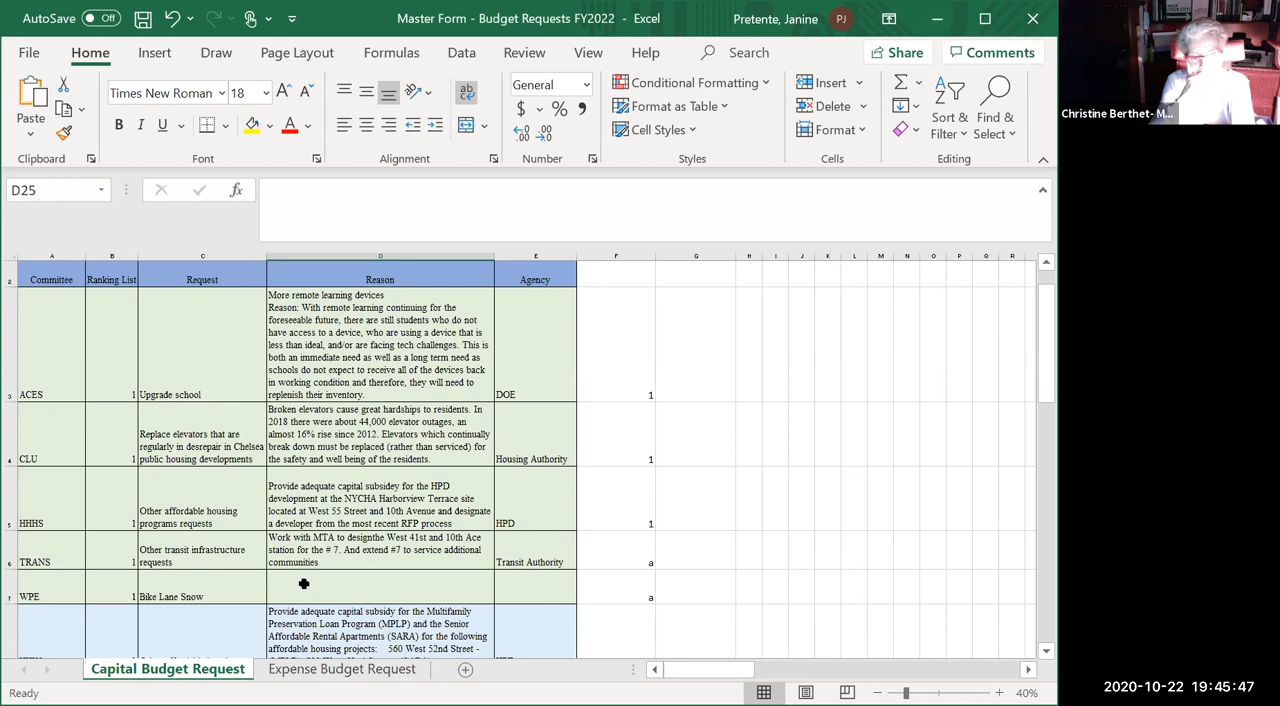 AutoSave Off Master Form - Budget Requests FY2022 - Excel Pretente, Janine PJ
File Home Insert Draw Page Layout Formulas Data Review View Help Search Share Comments
Paste
Clipboard
Times New Roman 18
B I U
Font
ab
Alignment
General
$ % ,
Number
Conditional Formatting
Format as Table
Cell Styles
Styles
Insert
Delete
Format
Cells
Sort & Filter
Find & Select
Editing
Christine Berthet- M...
D25 fx
A B C D E F G H I J K L M N O P Q R
2 Committee Ranking List Request Reason Agency
More remote learning devices
Reason: With remote learning continuing for the
foreseeable future, there are still students who do not
have access to a device, who are using a device that is
less than ideal, and/or are facing tech challenges. This is
both an immediate need as well as a long term need as
schools do not expect to receive all of the devices back
in working condition and therefore, they will need to
replenish their inventory.
3 ACES 1 Upgrade school DOE 1
Broken elevators cause great hardships to residents. In
2018 there were about 44,000 elevator outages, an
almost 16% rise since 2012. Elevators which continually
break down must be replaced (rather than serviced) for
the safety and well being of the residents.
Replace elevators that are
regularly in desrepair in Chelsea
public housing developments
4 CLU 1 Housing Authority 1
Provide adequate capital subsidey for the HPD
development at the NYCHA Harborview Terrace site
located at West 55 Street and 10th Avenue and designate
a developer from the most recent RFP process
Other affordable housing
programs requests
5 HHHS 1 HPD 1
Work with MTA to designthe West 41st and 10th Ace
station for the # 7. And extend #7 to service additional
communities
Other transit infrastructure
requests
6 TRANS 1 Transit Authority a
7 WPE 1 Bike Lane Snow a
Provide adequate capital subsidy for the Multifamily
Preservation Loan Program (MPLP) and the Senior
Affordable Rental Apartments (SARA) for the following
affordable housing projects: 560 West 52nd Street -
Capital Budget Request Expense Budget Request
Ready 40%
2020-10-22 19:45:47